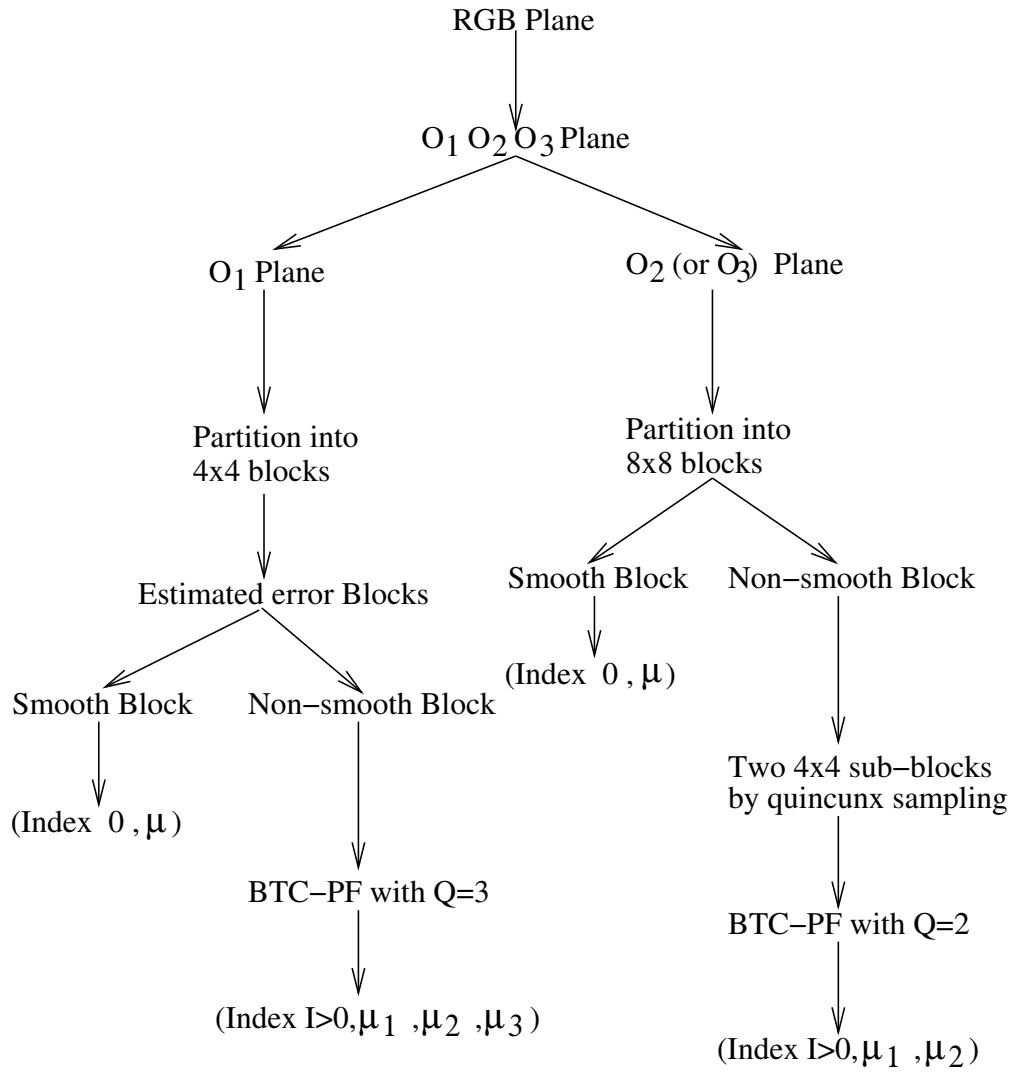 RGB Plane
O1 O2 O3 Plane
O1 Plane
O2 (or O3) Plane
Partition into
4x4 blocks
Partition into
8x8 blocks
Estimated error Blocks
Smooth Block
Non−smooth Block
(Index 0 , μ)
Smooth Block
Non−smooth Block
(Index 0 , μ)
Two 4x4 sub−blocks
by quincunx sampling
BTC−PF with Q=3
BTC−PF with Q=2
(Index I>0,μ1 ,μ2 ,μ3)
(Index I>0,μ1 ,μ2)